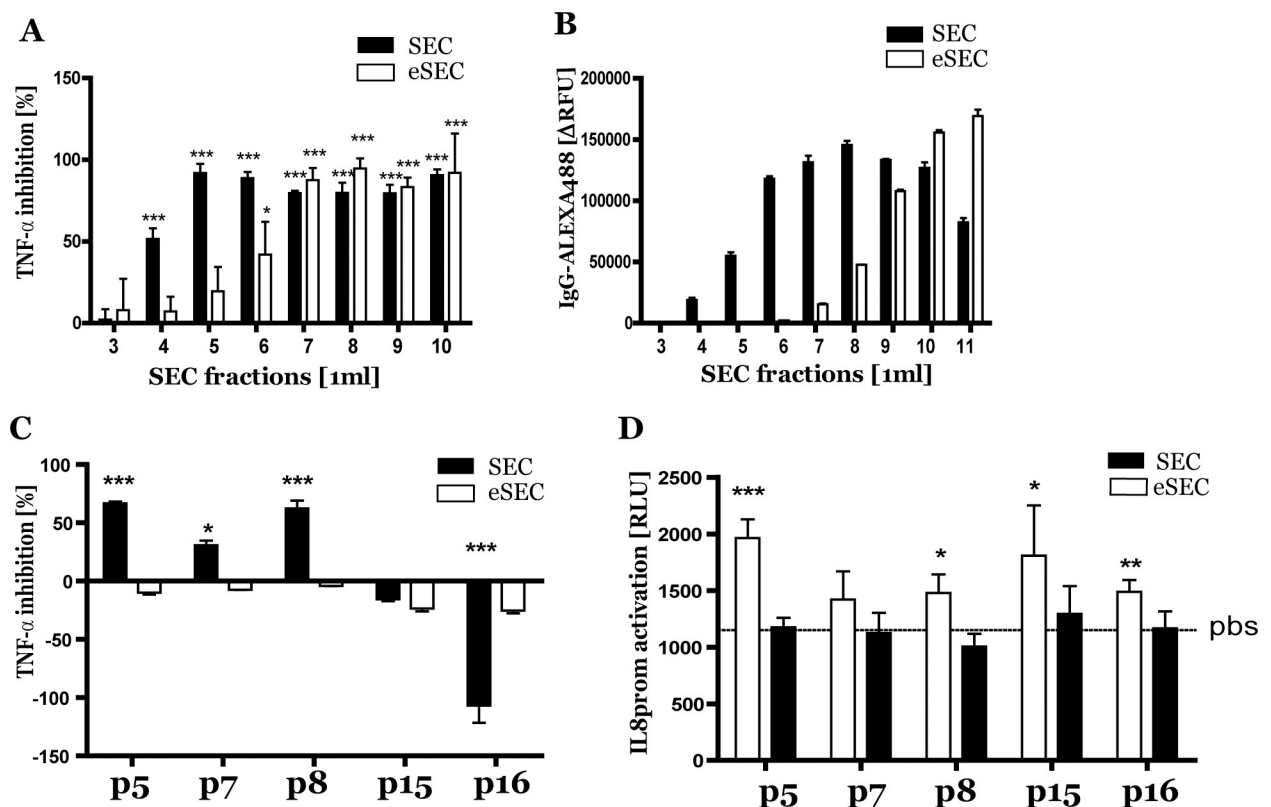 A
SEC
eSEC
TNF-α inhibition [%]
150
100
50
0
*** *** *** *** *** *** *** *** *** *** *** *
3 4 5 6 7 8 9 10
SEC fractions [1ml]
B
SEC
eSEC
IgG-ALEXA488 [ΔRFU]
200000
150000
100000
50000
0
3 4 5 6 7 8 9 10 11
SEC fractions [1ml]
C
SEC
eSEC
TNF-α inhibition [%]
100
50
0
-50
-100
-150
*** * *** ***
p5 p7 p8 p15 p16
D
SEC
eSEC
IL8prom activation [RLU]
2500
2000
1500
1000
500
0
*** * * **
pbs
p5 p7 p8 p15 p16